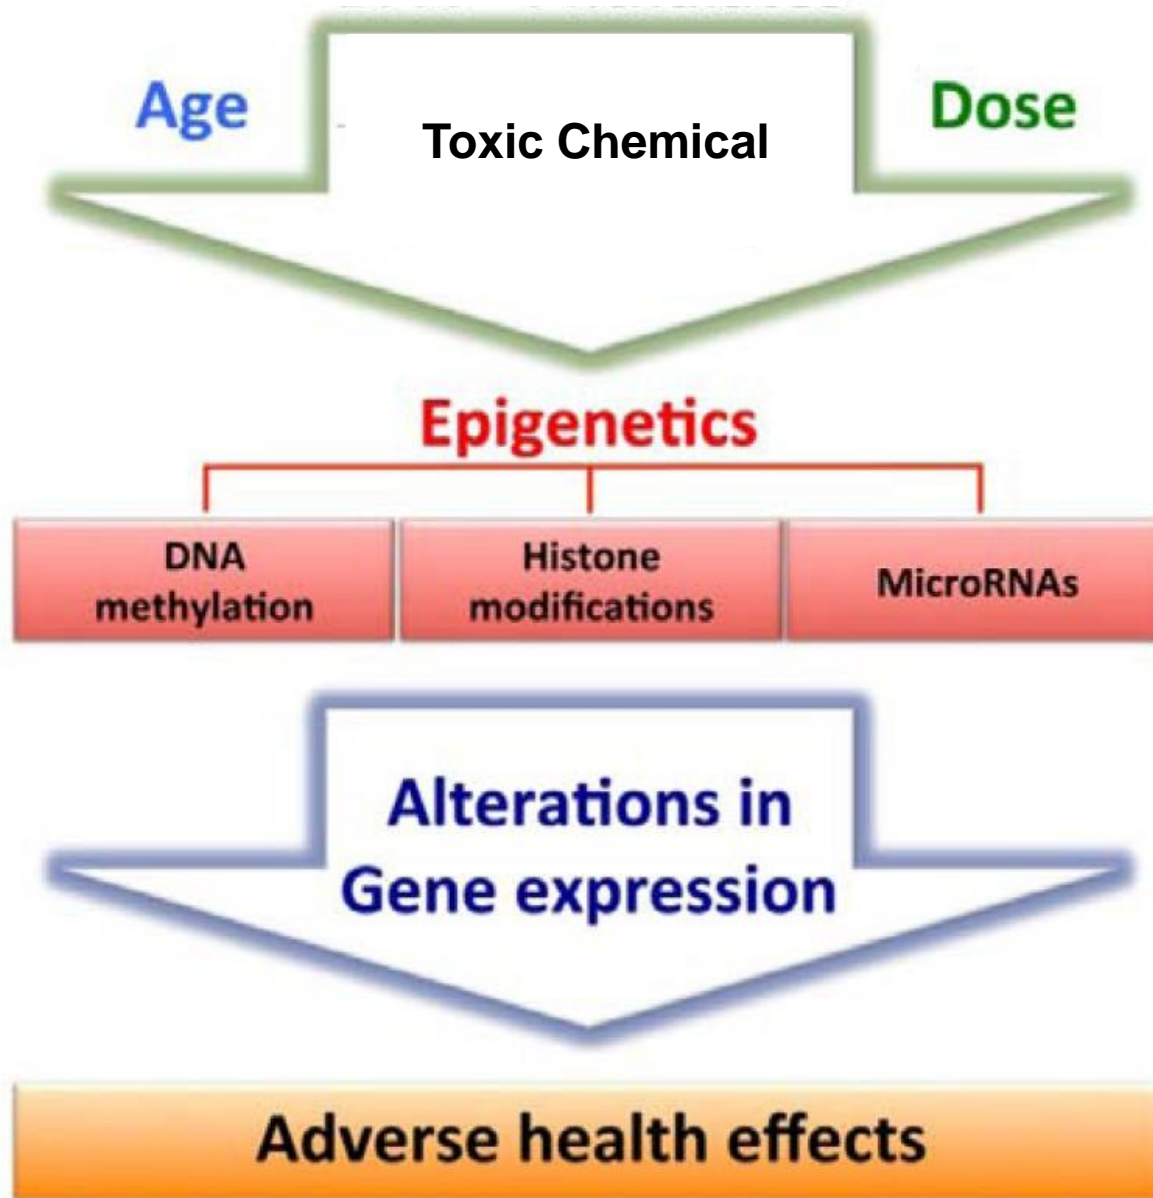 Age
Dose
Toxic Chemical
Epigenetics
DNA
methylation
Histone
modifications
MicroRNAs
Alterations in
Gene expression
Adverse health effects